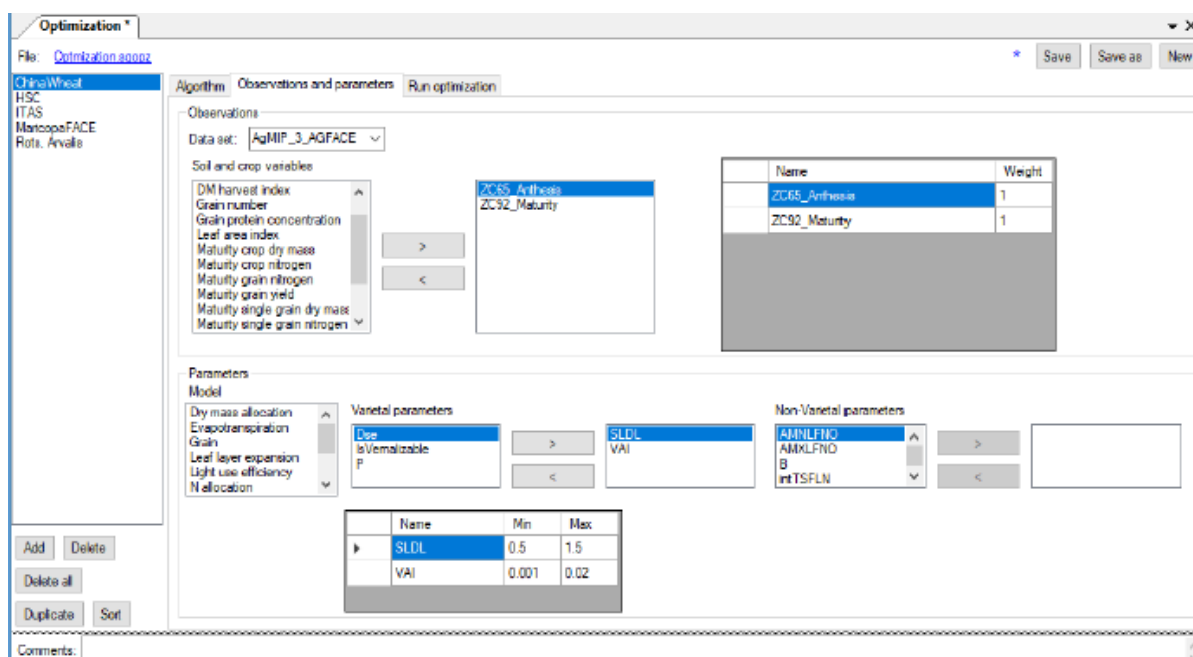 Optimization *
File: Optmization.sqopz
* Save Save as New
ChinaWheat
HSC
ITAS
MaricopaFACE
Rots. Arvalis
Algorithm Observations and parameters Run optimization
Observations
Data set: AgMIP_3_AGFACE
Soil and crop variables
DM harvest index
Grain number
Grain protein concentration
Leaf area index
Maturity crop dry mass
Maturity crop nitrogen
Maturity grain nitrogen
Maturity grain yield
Maturity single grain dry mass
Maturity single grain nitrogen
>
<
ZC65_Anthesis
ZC92_Maturity
Name Weight
ZC65_Anthesis 1
ZC92_Maturity 1
Parameters
Model
Dry mass allocation
Evapotranspiration
Grain
Leaf layer expansion
Light use efficiency
N allocation
Varietal parameters
Dse
IsVernalizable
P
>
<
SLDL
VAI
Non-Varietal parameters
AMNLFNO
AMXLFNO
B
intTSFLN
>
<
Name Min Max
SLDL 0.5 1.5
VAI 0.001 0.02
Add Delete
Delete all
Duplicate Sort
Comments: